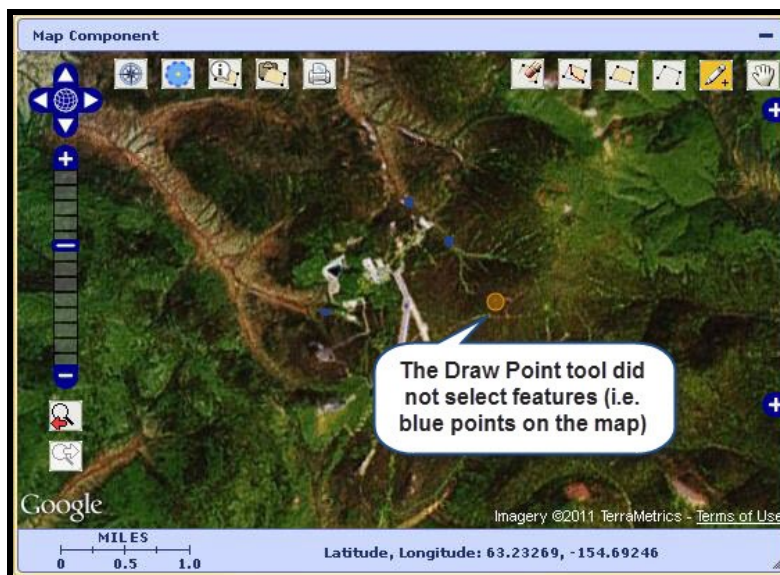 Map Component
The Draw Point tool did
not select features (i.e.
blue points on the map)
Google
Imagery ©2011 TerraMetrics - Terms of Use
MILES
0 0.5 1.0
Latitude, Longitude: 63.23269, -154.69246